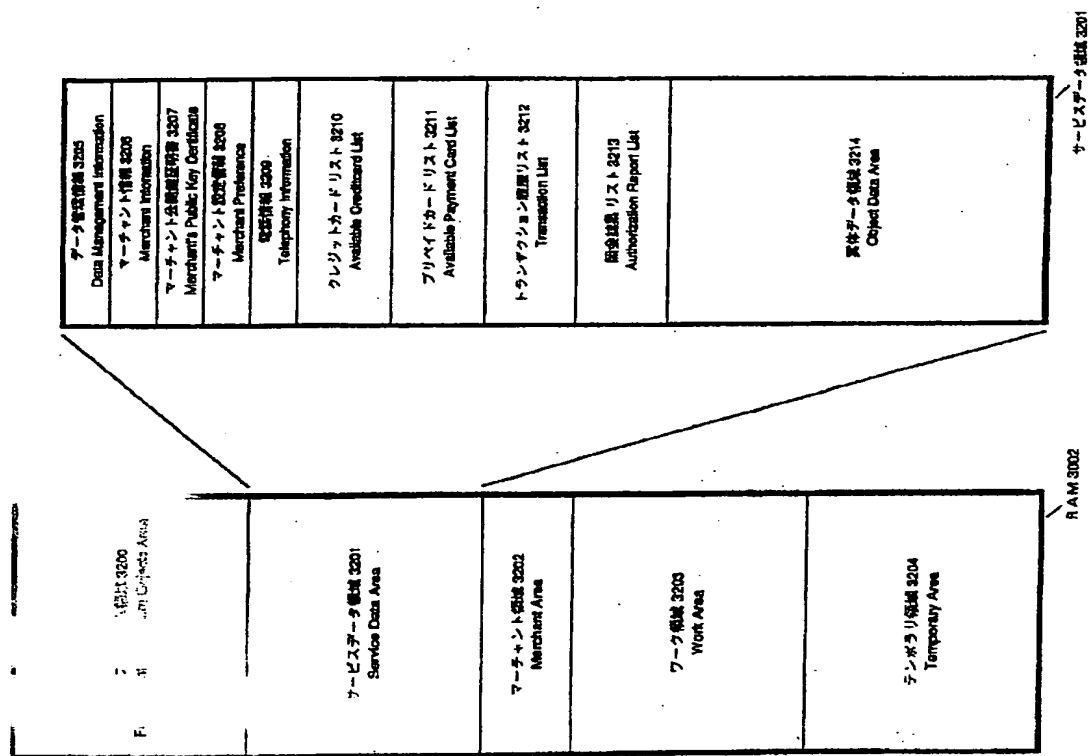 3200
サービスデータ領域 3201
Service Data Area
マーチャント領域 3202
Merchant Area
ワーク領域 3203
Work Area
テンポラリ領域 3204
Temporary Area
RAM 3002
データ管理情報 3205
Data Management Information
マーチャント情報 3206
Merchant Information
マーチャント公開鍵証明書 3207
Merchant's Public Key Certificate
マーチャント設定情報 3208
Merchant Preference
電話情報 3209
Telephony Information
クレジットカード リスト 3210
Available Creditcard List
プリペイドカード リスト 3211
Available Payment Card List
トランザクション履歴リスト 3212
Transaction List
照会結果 リスト 3213
Authorization Report List
実体データ領域 3214
Object Data Area
サービスデータ領域 3201